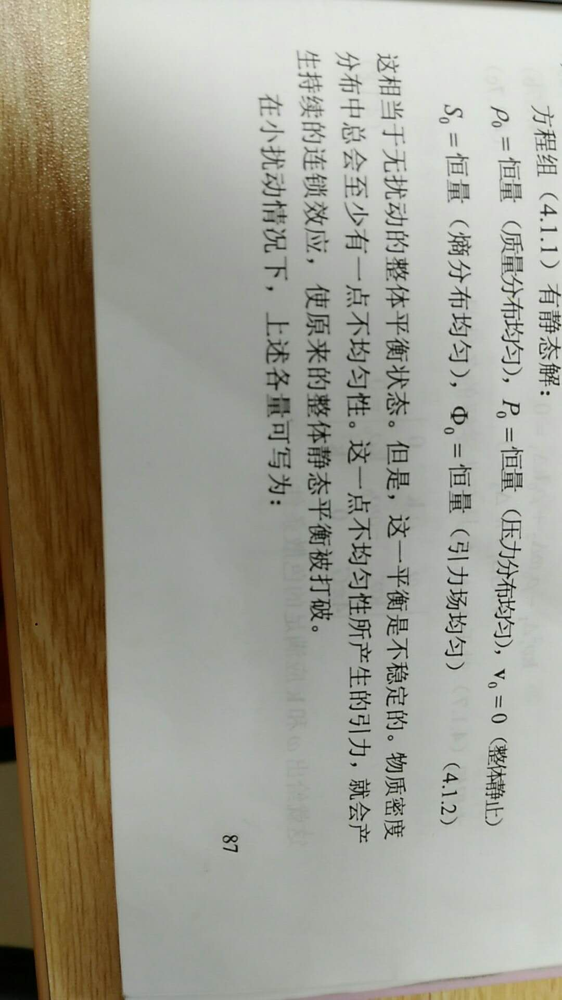 方程组（4.1.1）有静态解：
ρ₀＝恒量（质量分布均匀），P₀＝恒量（压力分布均匀），v₀＝0（整体静止）
S₀＝恒量（熵分布均匀），Φ₀＝恒量（引力场均匀）（4.1.2）
这相当于无扰动的整体平衡状态。但是，这一平衡是不稳定的。物质密度
分布中总会至少有一点不均匀性。这一点不均匀性所产生的引力，就会产
生持续的连锁效应，使原来的整体静态平衡被打破。
在小扰动情况下，上述各量可写为：
87